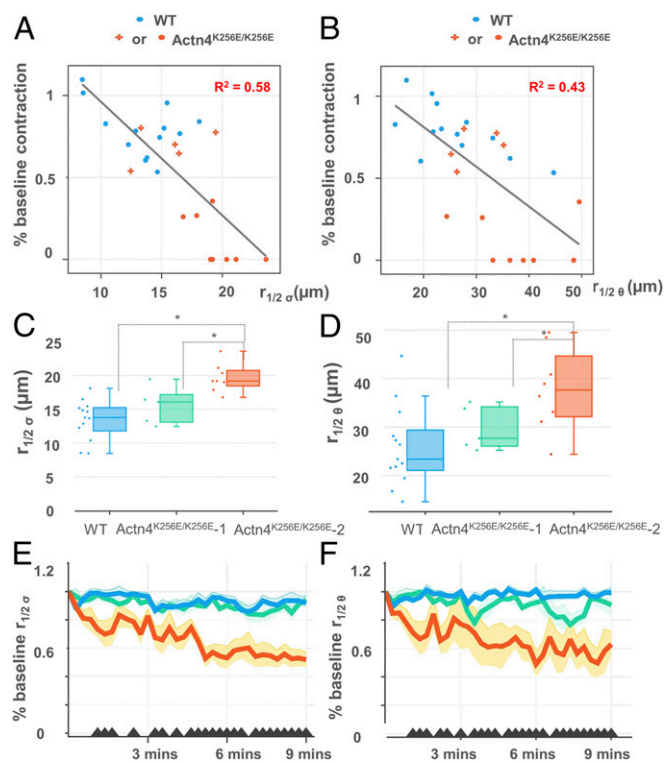 A
WT
or Actn4K256E/K256E
R² = 0.58
% baseline contraction
1
0.5
0
10
15
20
r1/2 σ(μm)
B
WT
or Actn4K256E/K256E
R² = 0.43
% baseline contraction
1
0.5
0
20
30
40
50
r1/2 θ (μm)
C
*
*
r1/2 σ (μm)
25
20
15
10
5
0
WT Actn4K256E/K256E-1 Actn4K256E/K256E-2
D
*
*
r1/2 θ (μm)
50
40
30
20
WT Actn4K256E/K256E-1 Actn4K256E/K256E-2
E
% baseline r1/2 σ
1.2
0.6
0
3 mins 6 mins 9 mins
F
% baseline r1/2 θ
1.2
0.6
0
3 mins 6 mins 9 mins